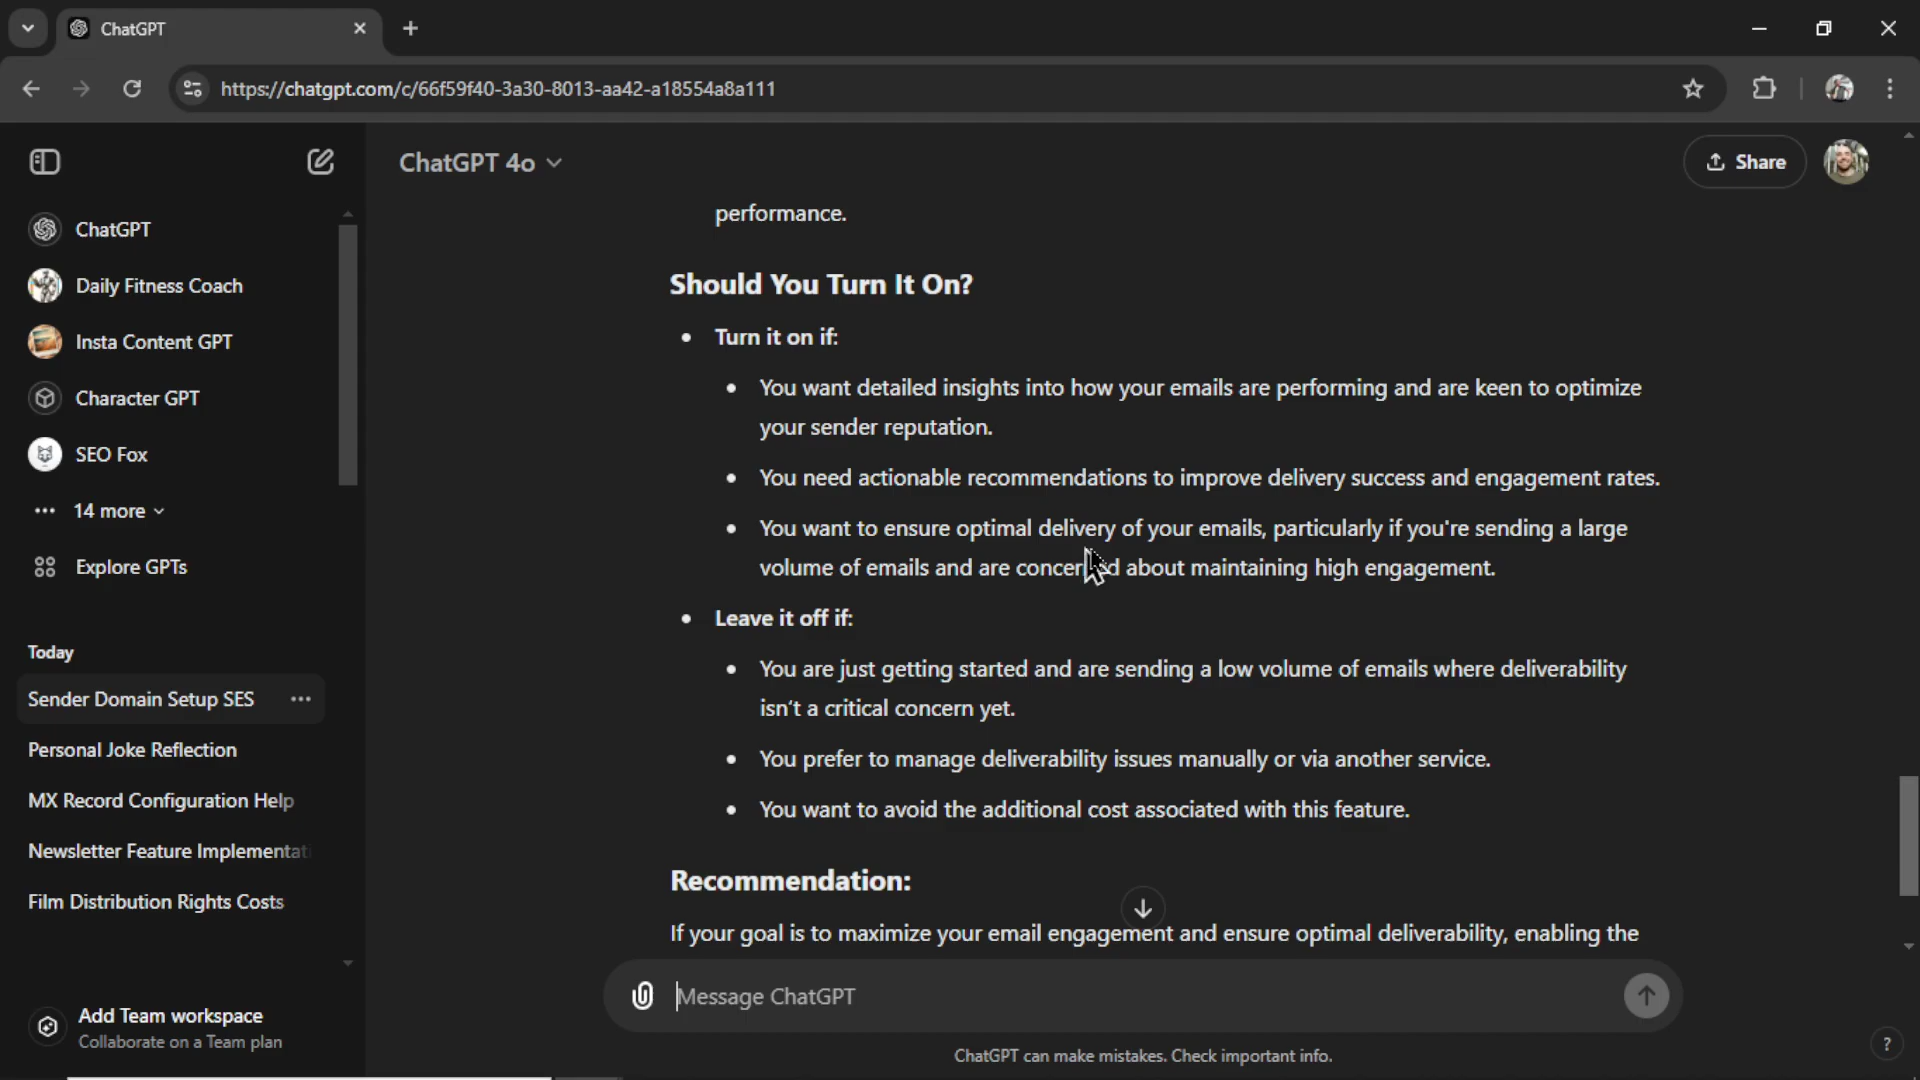 ChatGPT
https://chatgpt.com/c/66f59f40-3a30-8013-aa42-a18554a8a111
ChatGPT 4o
Share
ChatGPT
Daily Fitness Coach
Insta Content GPT
Character GPT
SEO Fox
14 more
Explore GPTs
Today
Sender Domain Setup SES
Personal Joke Reflection
MX Record Configuration Help
Newsletter Feature Implementati
Film Distribution Rights Costs
Add Team workspace
Collaborate on a Team plan
performance.
Should You Turn It On?
• Turn it on if:
• You want detailed insights into how your emails are performing and are keen to optimize
your sender reputation.
• You need actionable recommendations to improve delivery success and engagement rates.
• You want to ensure optimal delivery of your emails, particularly if you're sending a large
volume of emails and are concerned about maintaining high engagement.
• Leave it off if:
• You are just getting started and are sending a low volume of emails where deliverability
isn't a critical concern yet.
• You prefer to manage deliverability issues manually or via another service.
• You want to avoid the additional cost associated with this feature.
Recommendation:
If your goal is to maximize your email engagement and ensure optimal deliverability, enabling the
Message ChatGPT
ChatGPT can make mistakes. Check important info.
?